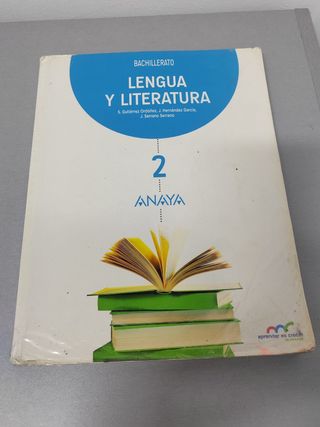 BACHILLERATO
LENGUA
Y LITERATURA
S. Gutiérrez Ordóñez, J. Hernández García,
J. Serrano Serrano
2
ANAYA
aprender es crecer